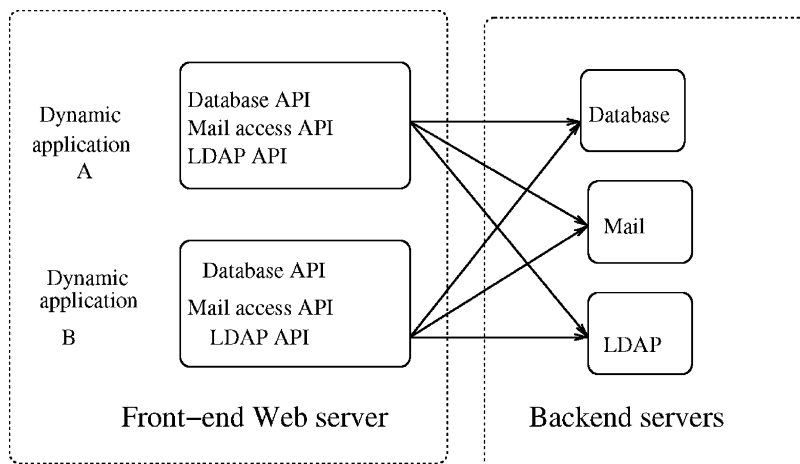 Dynamic
application
A
Database API
Mail access API
LDAP API
Dynamic
application
B
Database API
Mail access API
LDAP API
Front-end Web server
Database
Mail
LDAP
Backend servers